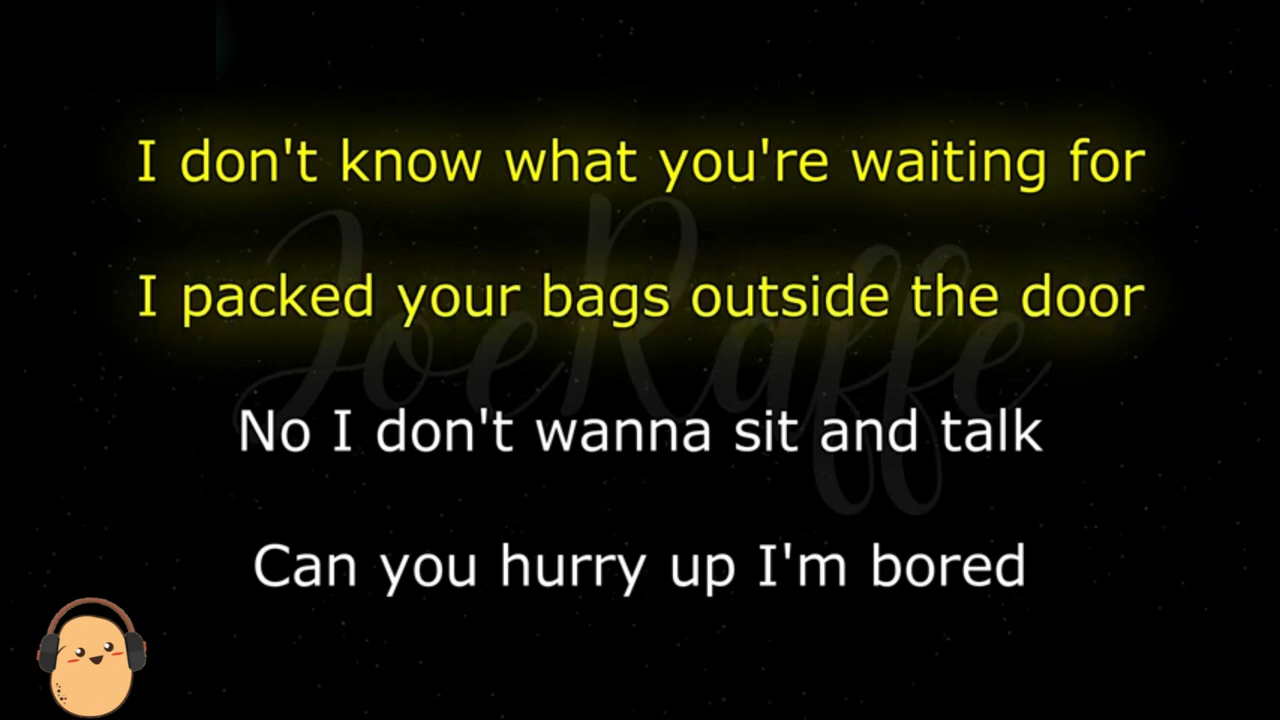 I don't know what you're waiting for
I packed your bags outside the door
JoeRaffe
No I don't wanna sit and talk
Can you hurry up I'm bored